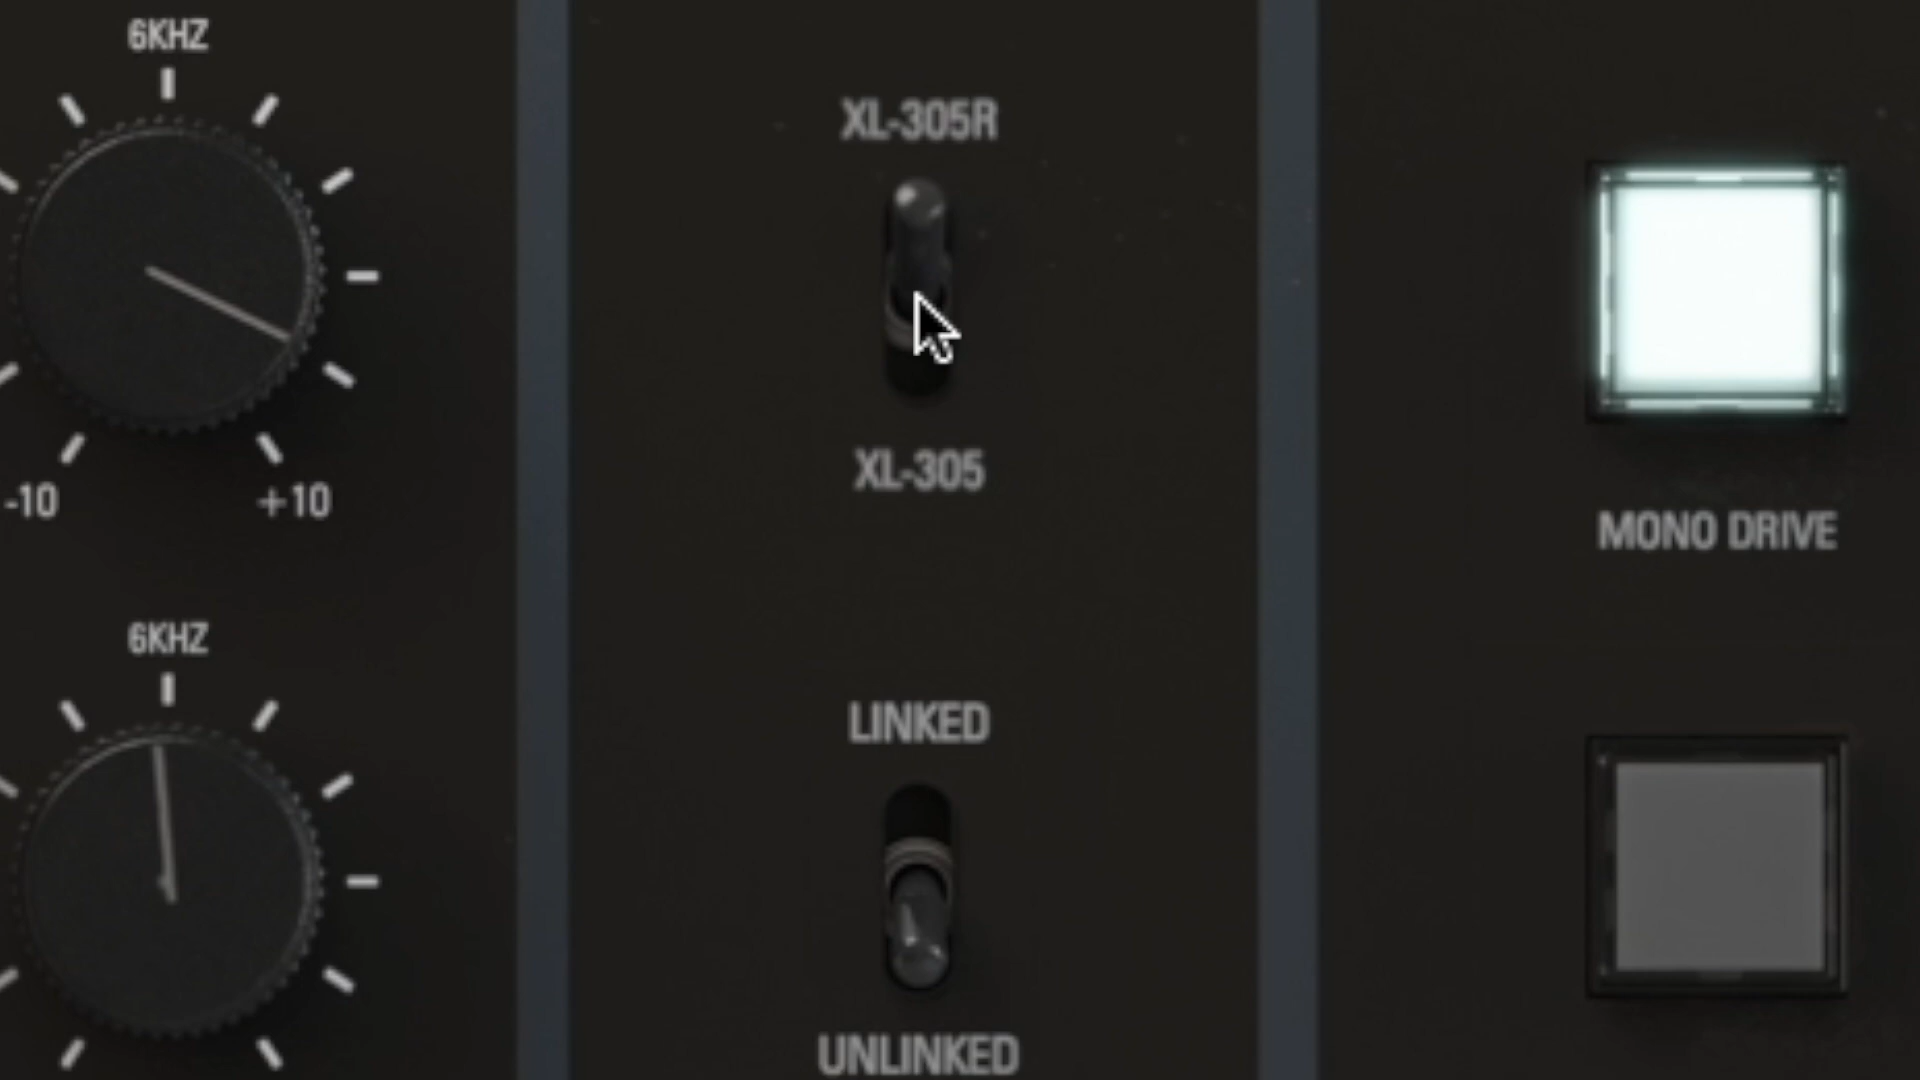 6KHZ
-10
+10
XL-305R
XL-305
MONO DRIVE
6KHZ
LINKED
UNLINKED